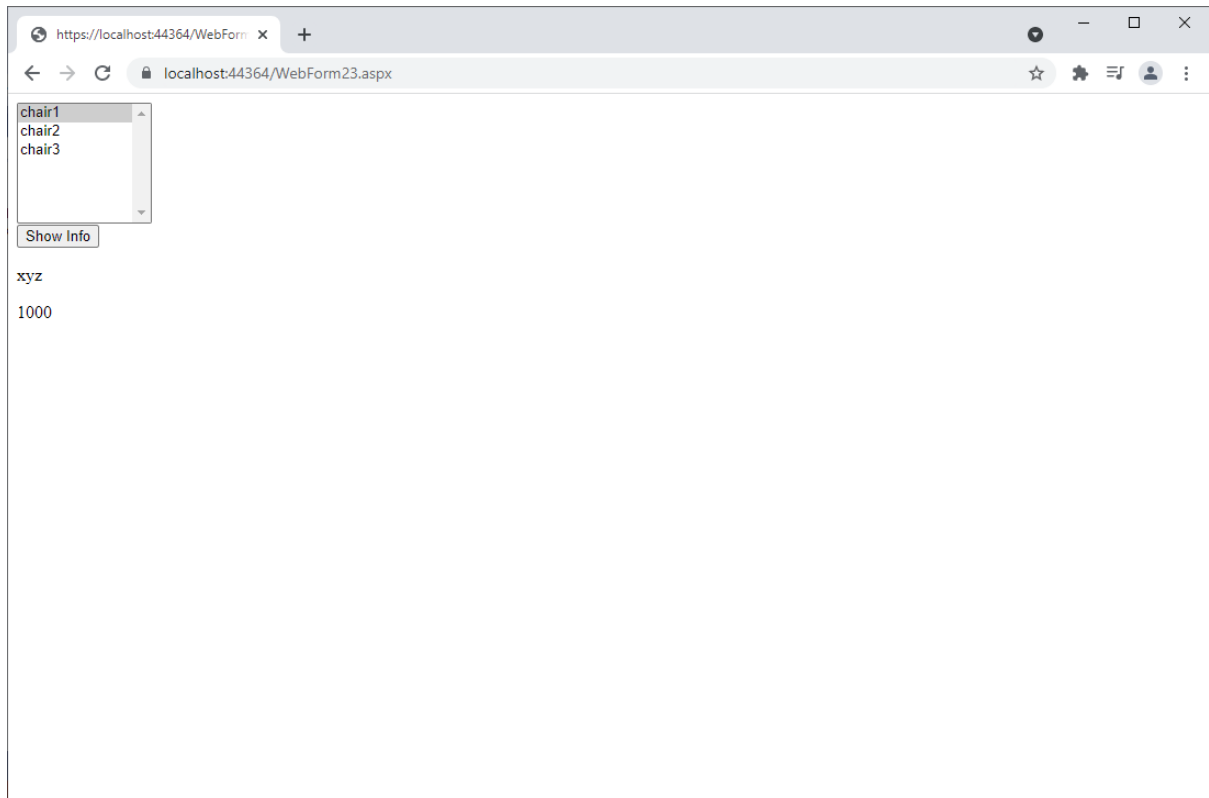 https://localhost:44364/WebForm
localhost:44364/WebForm23.aspx
chair1
chair2
chair3
Show Info
xyz
1000